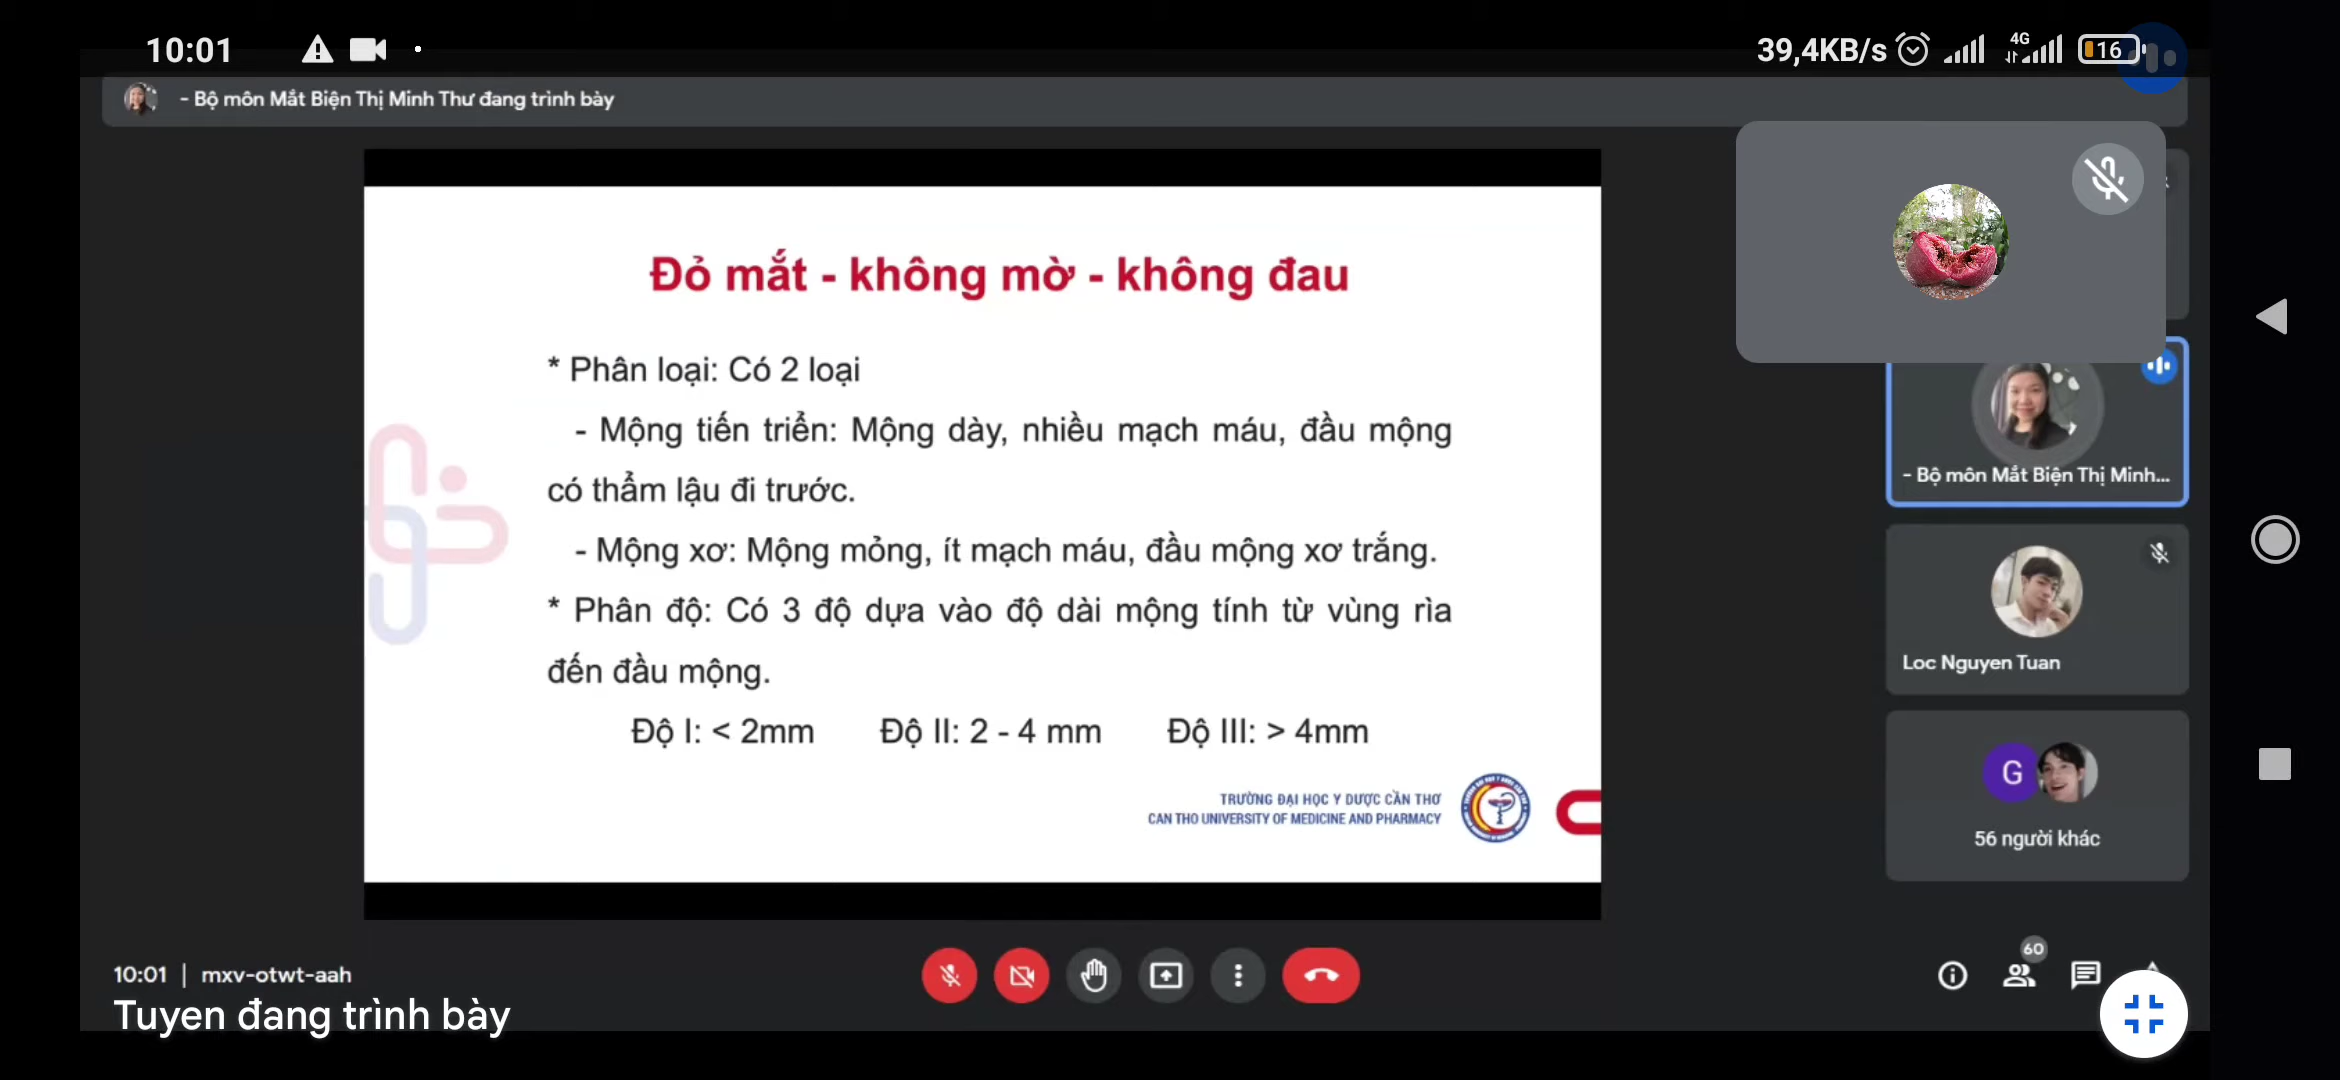 10:01
39,4KB/s
4G
16
- Bộ môn Mắt Biện Thị Minh Thư đang trình bày
Đỏ mắt - không mờ - không đau
* Phân loại: Có 2 loại
- Mộng tiến triển: Mộng dày, nhiều mạch máu, đầu mộng
có thẩm lậu đi trước.
- Mộng xơ: Mộng mỏng, ít mạch máu, đầu mộng xơ trắng.
* Phân độ: Có 3 độ dựa vào độ dài mộng tính từ vùng rìa
đến đầu mộng.
Độ I: < 2mm Độ II: 2 - 4 mm Độ III: > 4mm
TRƯỜNG ĐẠI HỌC Y DƯỢC CẦN THƠ
CAN THO UNIVERSITY OF MEDICINE AND PHARMACY
- Bộ môn Mắt Biện Thị Minh...
Loc Nguyen Tuan
G
56 người khác
10:01 | mxv-otwt-aah
60
Tuyen đang trình bày